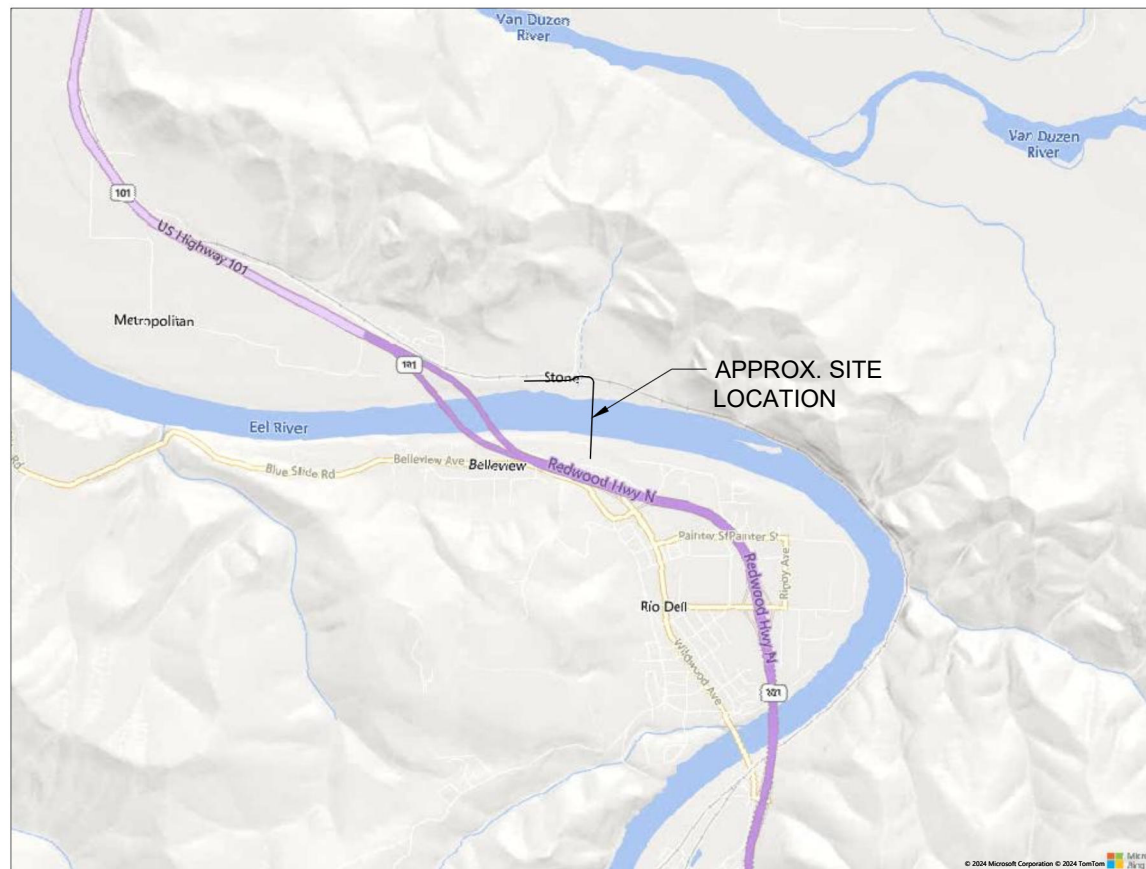 Van Duzen
River
Van Duzen
River
101
US Highway 101
Metropolitan
101
Stone
APPROX. SITE
LOCATION
Eel River
Rd
Blue Slide Rd
Belleview Ave
Belleview
Redwood Hwy N
Painter St
Painter St
Rigby Ave
Redwood Hwy N
Rio Dell
Wildwood Ave
101
© 2024 Microsoft Corporation © 2024 TomTom